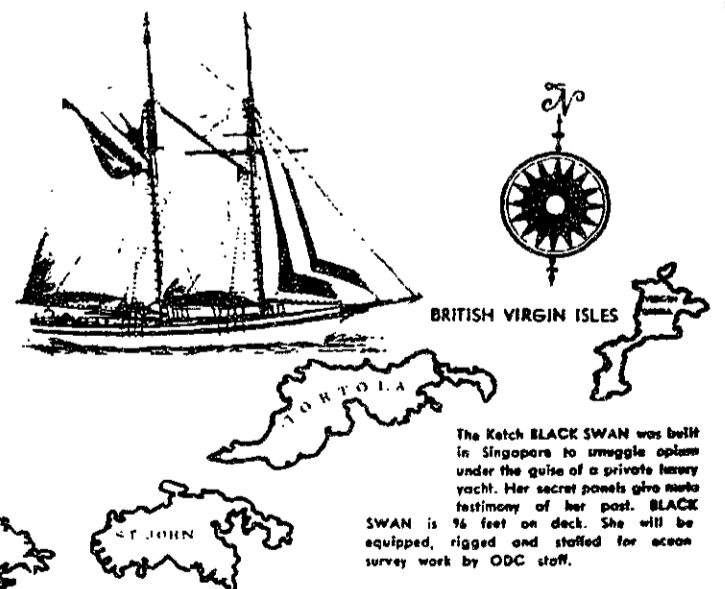 N
BRITISH VIRGIN ISLES
VIRGIN
GORDA
TORTOLA
The Ketch BLACK SWAN was built
in Singapore to smuggle opium
under the guise of a private luxury
yacht. Her secret panels give mute
testimony of her past. BLACK
SWAN is 96 feet on deck. She will be
equipped, rigged and staffed for ocean
survey work by ODC staff.
ST JOHN